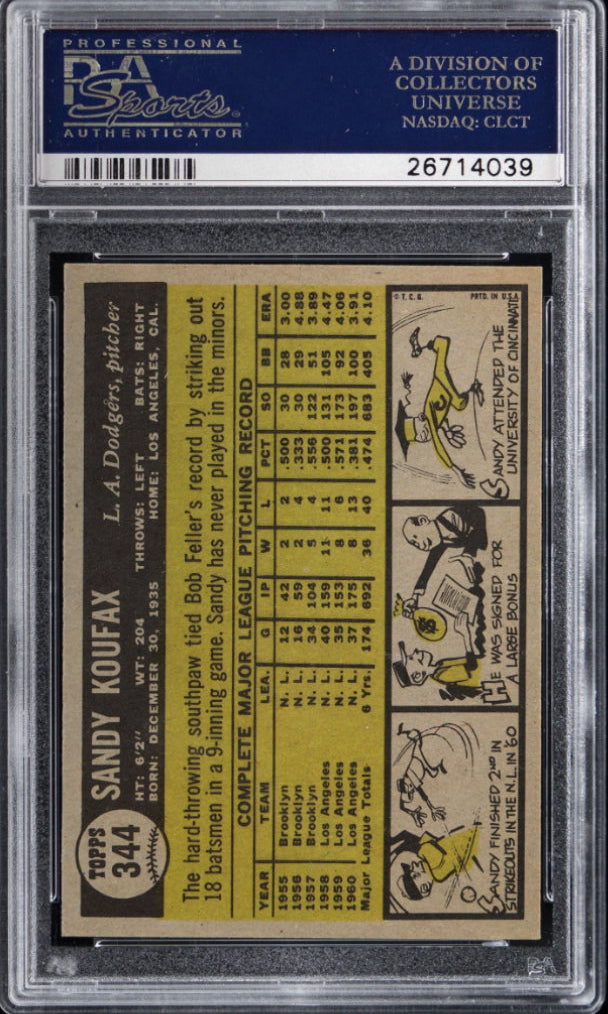 PROFESSIONAL
PSA
Sports
AUTHENTICATOR
A DIVISION OF
COLLECTORS
UNIVERSE
NASDAQ: CLCT
26714039
TOPPS
344
SANDY KOUFAX L. A. Dodgers, pitcher
HT: 6'2" WT: 204 THROWS: LEFT BATS: RIGHT
BORN: DECEMBER 30, 1935 HOME: LOS ANGELES, CAL.
The hard-throwing southpaw tied Bob Feller's record by striking out
18 batsmen in a 9-inning game. Sandy has never played in the minors.
COMPLETE MAJOR LEAGUE PITCHING RECORD
YEAR TEAM LEA. G IP W L PCT SO BB ERA
1955 Brooklyn N. L. 12 42 2 2 .500 30 28 3.00
1956 Brooklyn N. L. 16 59 2 4 .333 30 29 4.88
1957 Brooklyn N. L. 34 104 5 4 .556 122 51 3.89
1958 Los Angeles N. L. 40 159 11 11 .500 131 105 4.47
1959 Los Angeles N. L. 35 153 8 6 .571 173 92 4.06
1960 Los Angeles N. L. 37 175 8 13 .381 197 100 3.91
Major League Totals 6 Yrs. 174 692 36 40 .474 683 405 4.10
SANDY FINISHED 2ND IN
STRIKEOUTS IN THE N.L. IN '60
HE WAS SIGNED FOR
A LARGE BONUS
© T. C. G. PRTD. IN U.S.A.
SANDY ATTENDED THE
UNIVERSITY OF CINCINNATI
PSA